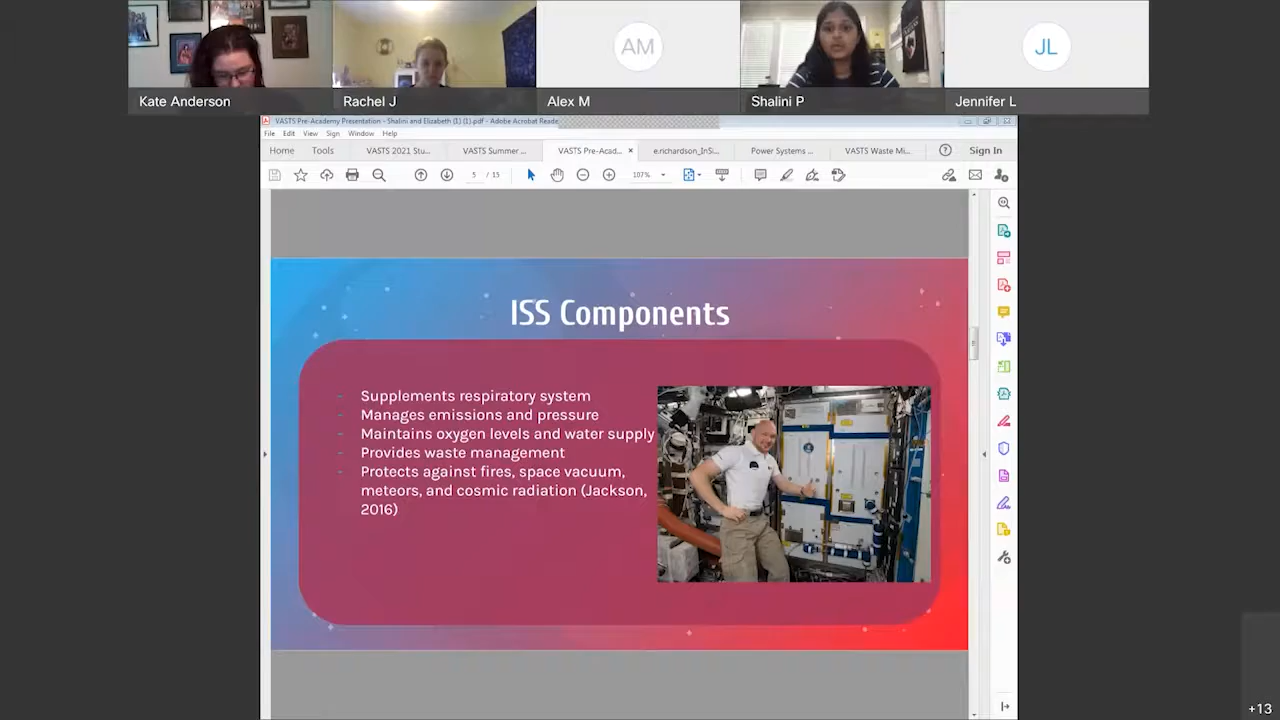 AM
JL
Kate Anderson
Rachel J
Alex M
Shalini P
Jennifer L
VASTS Pre-Academy Presentation - Shalini and Elizabeth (1) (1).pdf - Adobe Acrobat Reade
File Edit View Sign Window Help
Home Tools VASTS 2021 Stu... VASTS Summer ... VASTS Pre-Acad... × e.richardson_InSi... Power Systems ... VASTS Waste Mi... Sign In
5 / 15 107%
ISS Components
- Supplements respiratory system
- Manages emissions and pressure
- Maintains oxygen levels and water supply
- Provides waste management
- Protects against fires, space vacuum,
meteors, and cosmic radiation (Jackson,
2016)
+13